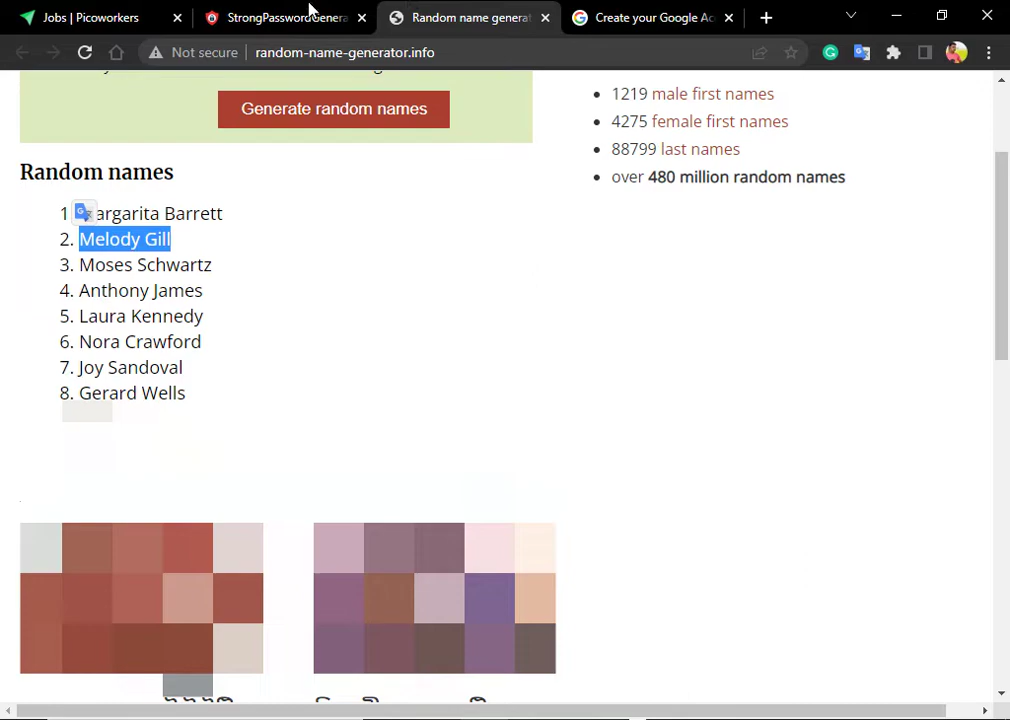 Jobs | Picoworkers
StrongPasswordGenera
Random name generat
Create your Google Ac
Not secure
random-name-generator.info
Generate random names
1219 male first names
4275 female first names
88799 last names
over 480 million random names
Random names
1 argarita Barrett
2. Melody Gill
3. Moses Schwartz
4. Anthony James
5. Laura Kennedy
6. Nora Crawford
7. Joy Sandoval
8. Gerard Wells